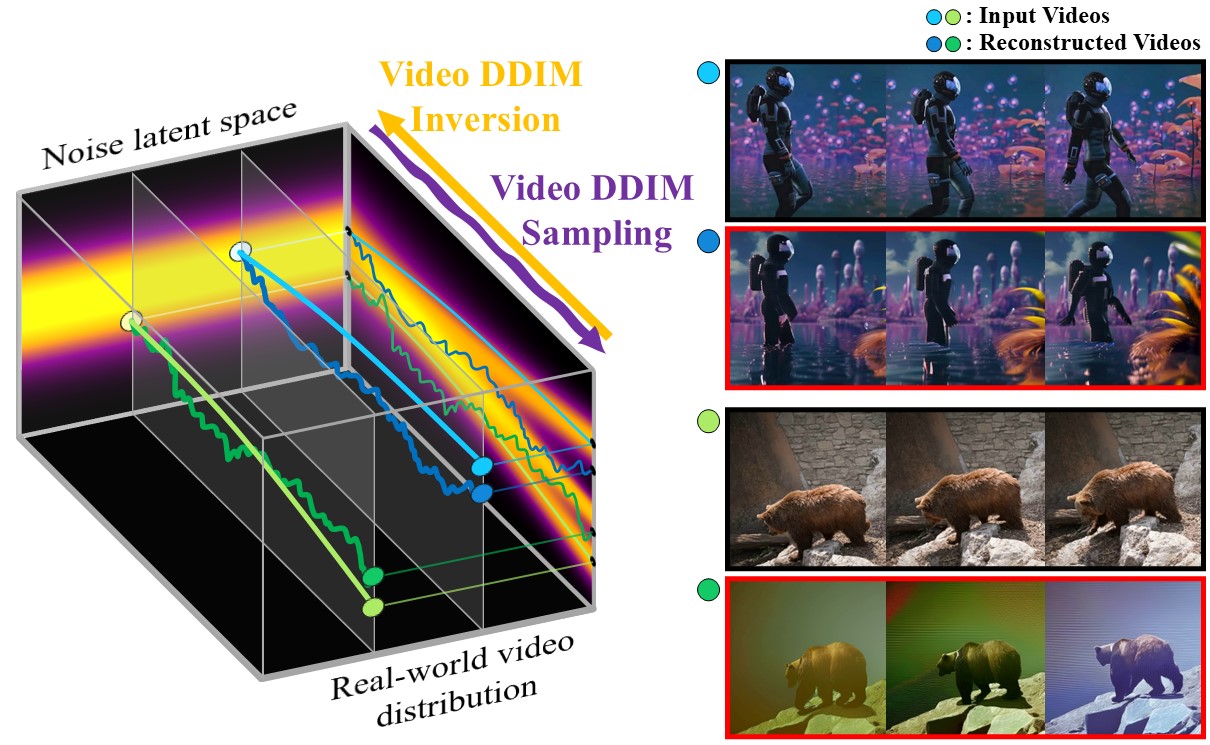 : Input Videos
: Reconstructed Videos
Video DDIM
Inversion
Noise latent space
Video DDIM
Sampling
Real-world video
distribution